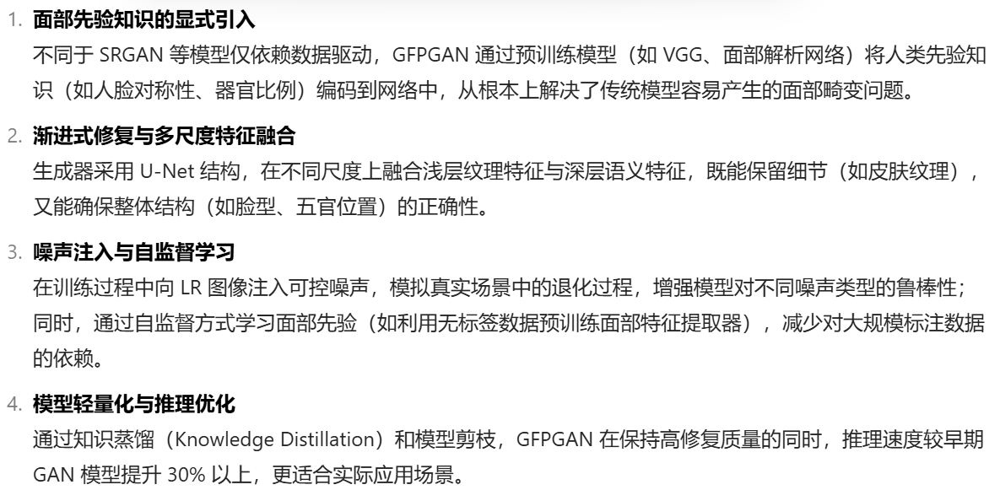 1. 面部先验知识的显式引入
不同于 SRGAN 等模型仅依赖数据驱动，GFPGAN 通过预训练模型（如 VGG、面部解析网络）将人类先验知
识（如人脸对称性、器官比例）编码到网络中，从根本上解决了传统模型容易产生的面部畸变问题。
2. 渐进式修复与多尺度特征融合
生成器采用 U-Net 结构，在不同尺度上融合浅层纹理特征与深层语义特征，既能保留细节（如皮肤纹理），
又能确保整体结构（如脸型、五官位置）的正确性。
3. 噪声注入与自监督学习
在训练过程中向 LR 图像注入可控噪声，模拟真实场景中的退化过程，增强模型对不同噪声类型的鲁棒性；
同时，通过自监督方式学习面部先验（如利用无标签数据预训练面部特征提取器），减少对大规模标注数据
的依赖。
4. 模型轻量化与推理优化
通过知识蒸馏（Knowledge Distillation）和模型剪枝，GFPGAN 在保持高修复质量的同时，推理速度较早期
GAN 模型提升 30% 以上，更适合实际应用场景。